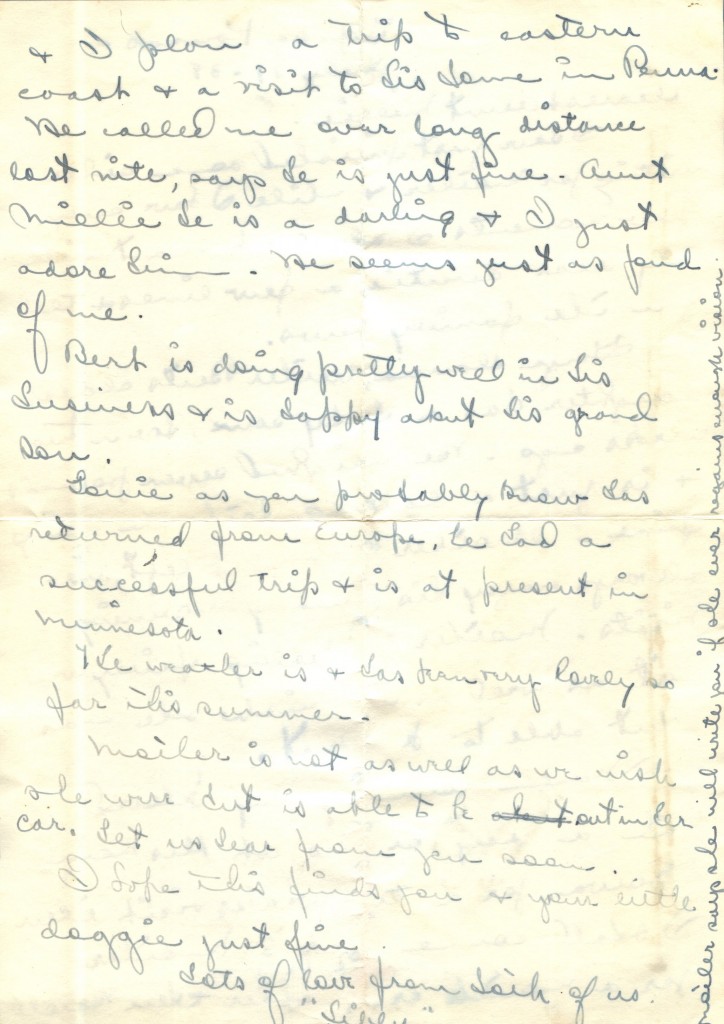 & I plan a trip to eastern
coast & a visit to his home in Penna.
He called me over long distance
last nite, says he is just fine. Aunt
Millie he is a darling & I just
adore him. He seems just as fond
of me.
Bert is doing pretty well in his
business & is happy about his grand
son.
as you probably know has
returned from Europe, he had a
successful trip & is at present in
Minnesota.
The weather is & has been very lovely so
far this summer.
Mother is not as well as we wish
she were but is able to be about out in her
car. Let us hear from you soon.
I hope this finds you & your little
doggie just fine.
Lots of love from both of us.
Mother says she will write you if she ever regains enough vision.